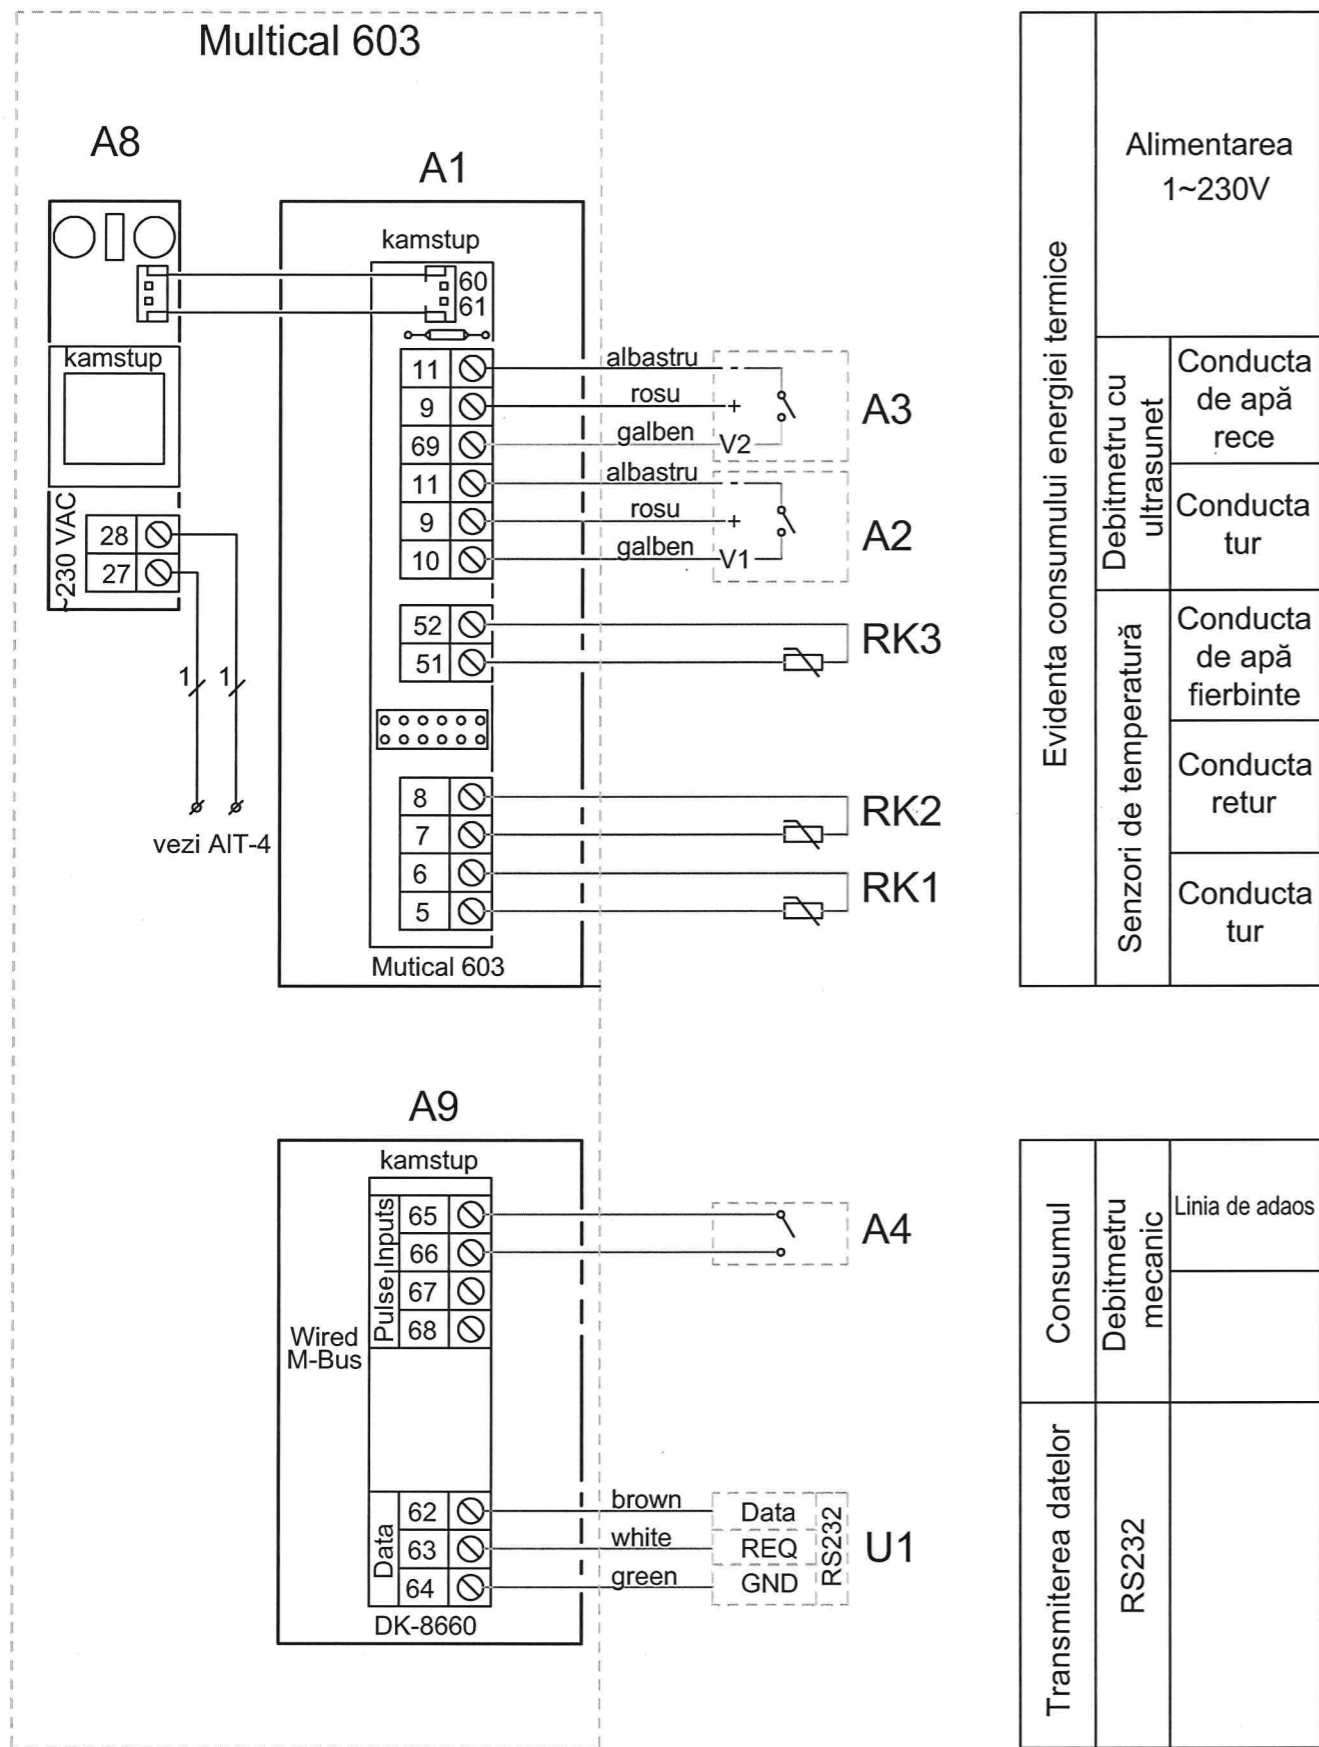 Multical 603
A8
A1
kamstup
60
61
kamstup
11
9
69
11
9
10
albastru
rosu
galben
albastru
rosu
galben
-
+
V2
-
+
V1
A3
A2
~230 VAC
28
27
1
1
vezi AIT-4
52
51
RK3
8
7
6
5
RK2
RK1
Mutical 603
A9
kamstup
Pulse Inputs
65
66
67
68
A4
Wired
M-Bus
Data
62
63
64
brown
white
green
Data
REQ
GND
RS232
U1
DK-8660
Evidenta consumului energiei termice
Alimentarea
1~230V
Debitmetru cu
ultrasunet
Conducta
de apă
rece
Conducta
tur
Senzori de temperatură
Conducta
de apă
fierbinte
Conducta
retur
Conducta
tur
Consumul
Debitmetru
mecanic
Linia de adaos
Transmiterea datelor
RS232